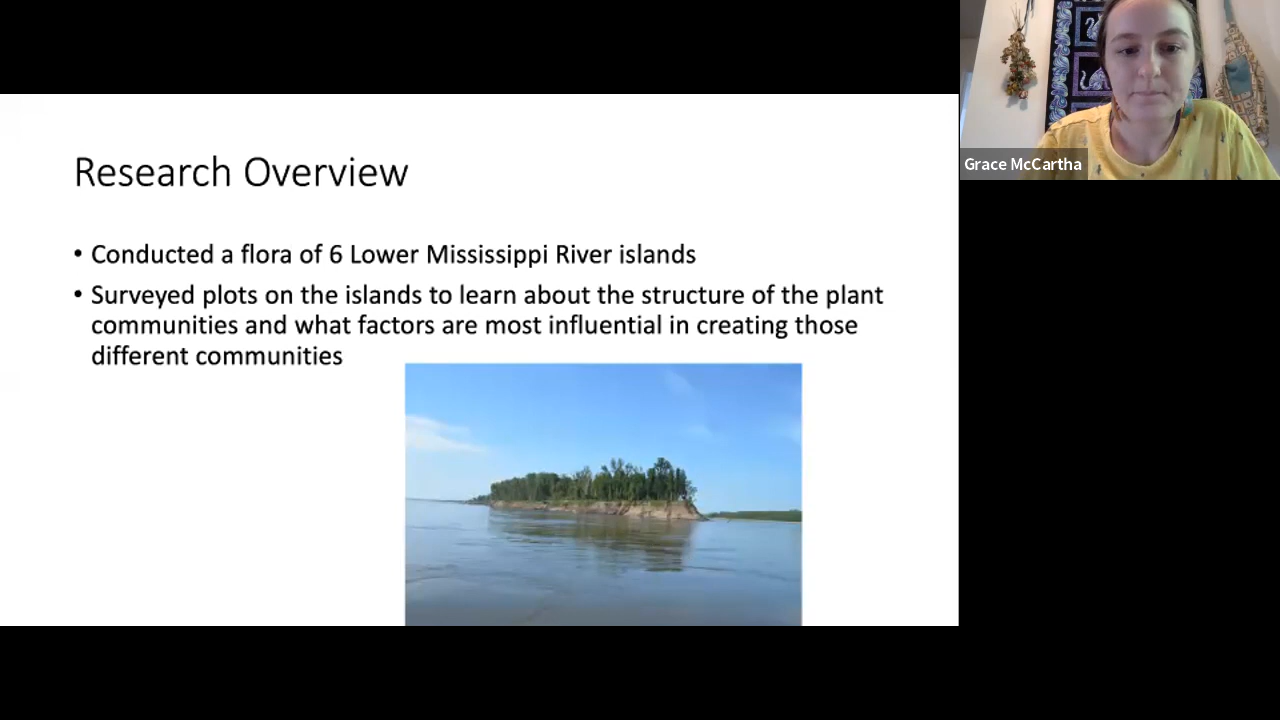 Research Overview
• Conducted a flora of 6 Lower Mississippi River islands
• Surveyed plots on the islands to learn about the structure of the plant
communities and what factors are most influential in creating those
different communities
Grace McCartha